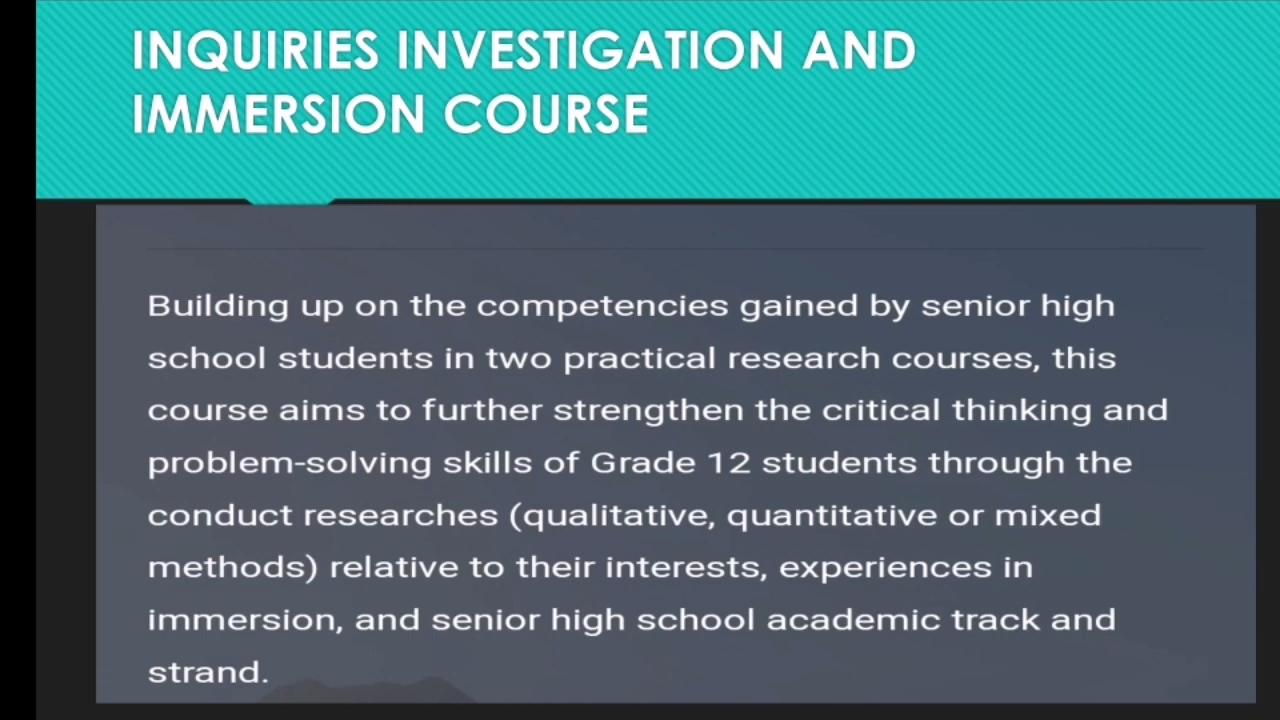 INQUIRIES INVESTIGATION AND
IMMERSION COURSE
Building up on the competencies gained by senior high
school students in two practical research courses, this
course aims to further strengthen the critical thinking and
problem-solving skills of Grade 12 students through the
conduct researches (qualitative, quantitative or mixed
methods) relative to their interests, experiences in
immersion, and senior high school academic track and
strand.